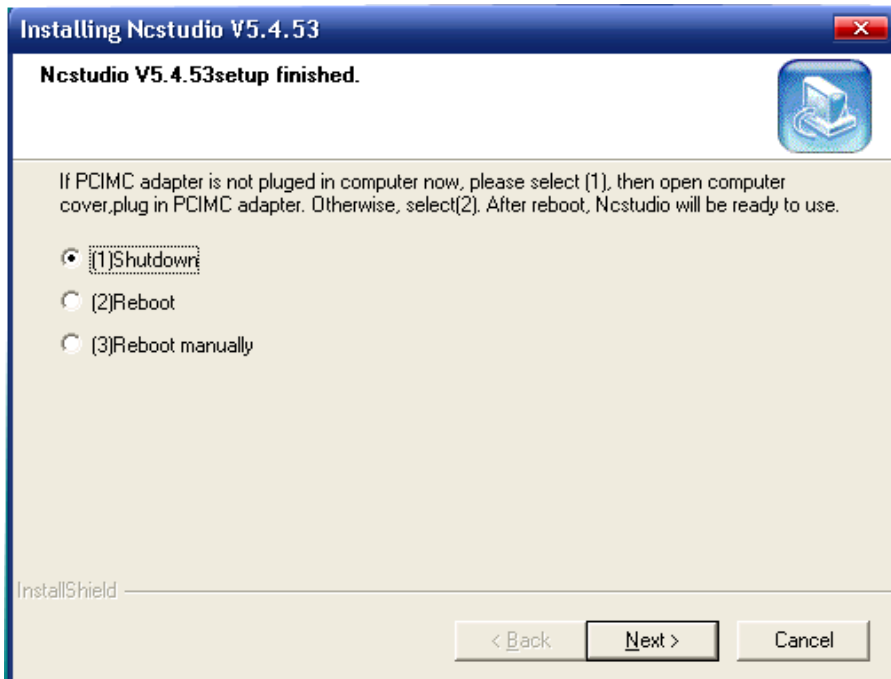 Installing Ncstudio V5.4.53
Ncstudio V5.4.53setup finished.
If PCIMC adapter is not pluged in computer now, please select (1), then open computer
cover,plug in PCIMC adapter. Otherwise, select(2). After reboot, Ncstudio will be ready to use.
(1)Shutdown
(2)Reboot
(3)Reboot manually
InstallShield
< Back
Next >
Cancel